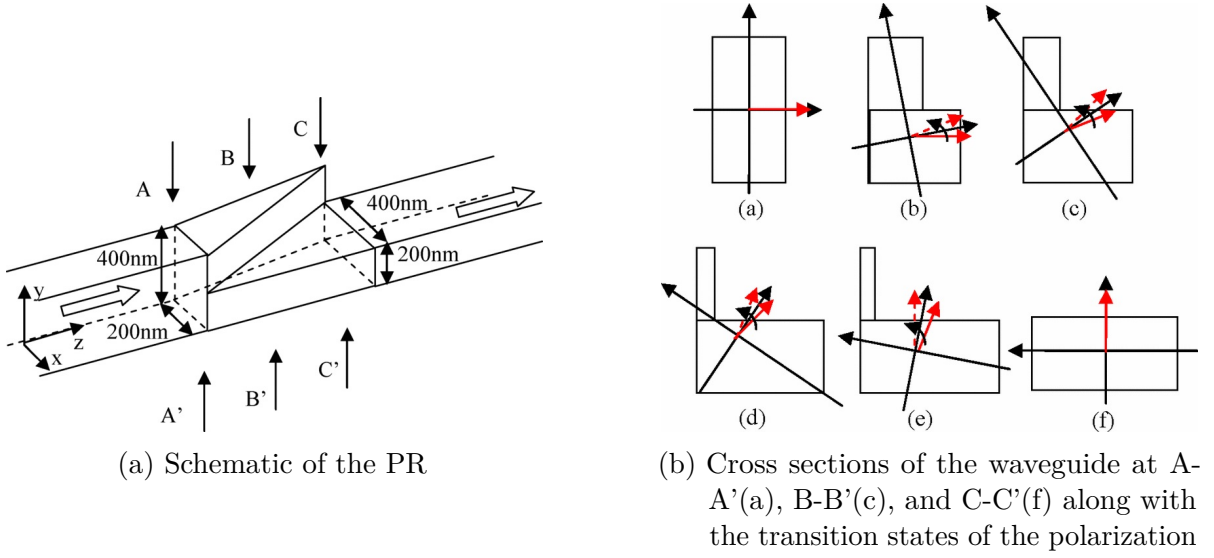 A
B
C
400nm
400nm
200nm
200nm
y
x
z
A'
B'
C'
(a)
(b)
(c)
(d)
(e)
(f)
(a) Schematic of the PR
(b) Cross sections of the waveguide at A-
A'(a), B-B'(c), and C-C'(f) along with
the transition states of the polarization